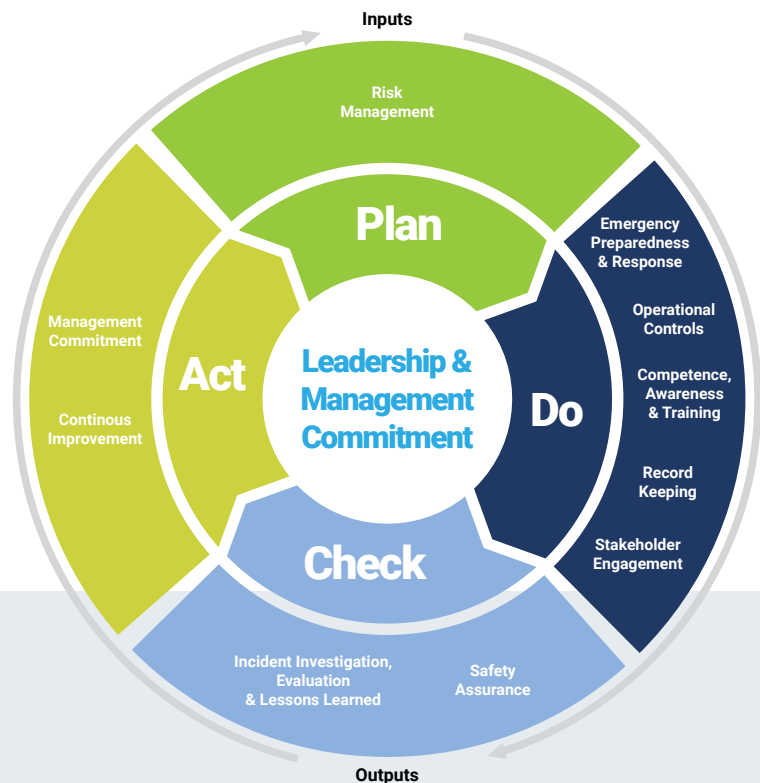 Inputs
Risk
Management
Plan
Emergency
Preparedness
& Response
Operational
Controls
Competence,
Awareness
& Training
Do
Record
Keeping
Stakeholder
Engagement
Leadership &
Management
Commitment
Management
Commitment
Act
Continous
Improvement
Check
Incident Investigation,
Evaluation
& Lessons Learned
Safety
Assurance
Outputs